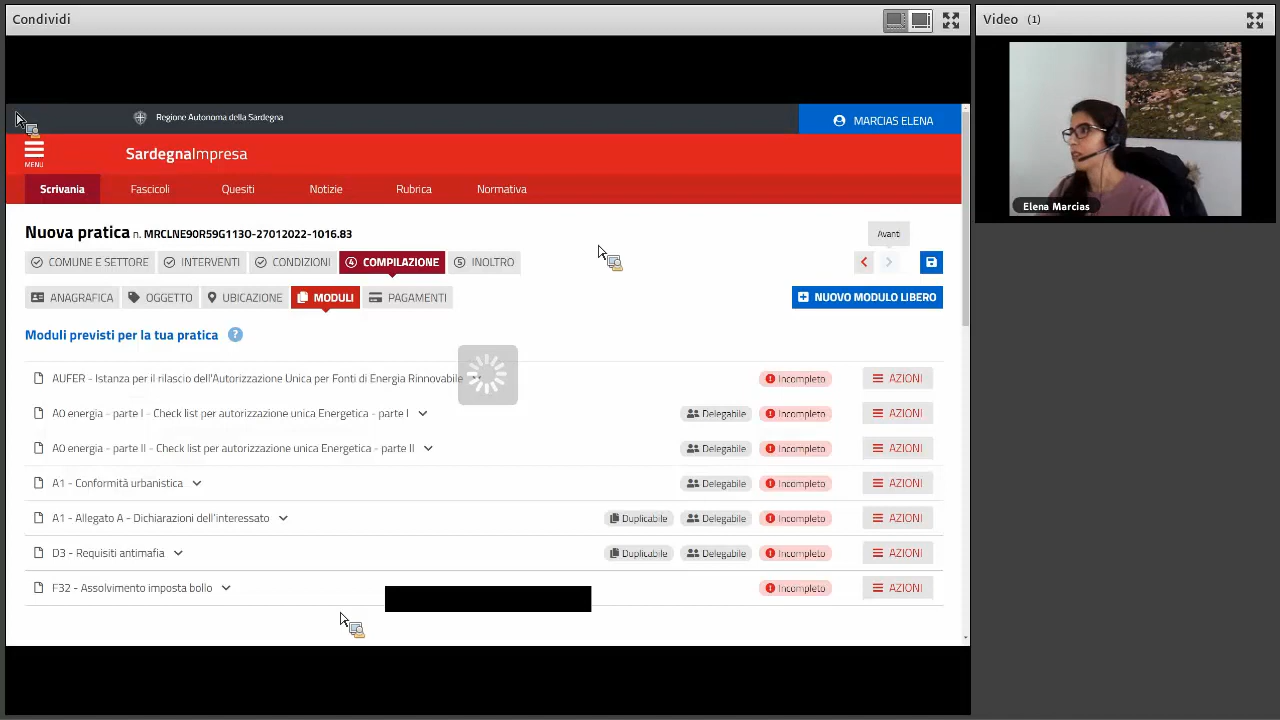 Condividi
Video (1)
Elena Marcias
Regione Autonoma della Sardegna
MARCIAS ELENA
MENU
SardegnaImpresa
Scrivania Fascicoli Quesiti Notizie Rubrica Normativa
Nuova pratica n. MRCLNE90R59G113O-27012022-1016.83
Avanti
COMUNE E SETTORE INTERVENTI CONDIZIONI 4 COMPILAZIONE 5 INOLTRO
ANAGRAFICA OGGETTO UBICAZIONE MODULI PAGAMENTI NUOVO MODULO LIBERO
Moduli previsti per la tua pratica ?
AUFER - Istanza per il rilascio dell'Autorizzazione Unica per Fonti di Energia Rinnovabile Incompleto AZIONI
A0 energia - parte I - Check list per autorizzazione unica Energetica - parte I Delegabile Incompleto AZIONI
A0 energia - parte II - Check list per autorizzazione unica Energetica - parte II Delegabile Incompleto AZIONI
A1 - Conformità urbanistica Delegabile Incompleto AZIONI
A1 - Allegato A - Dichiarazioni dell'interessato Duplicabile Delegabile Incompleto AZIONI
D3 - Requisiti antimafia Duplicabile Delegabile Incompleto AZIONI
F32 - Assolvimento imposta bollo Incompleto AZIONI